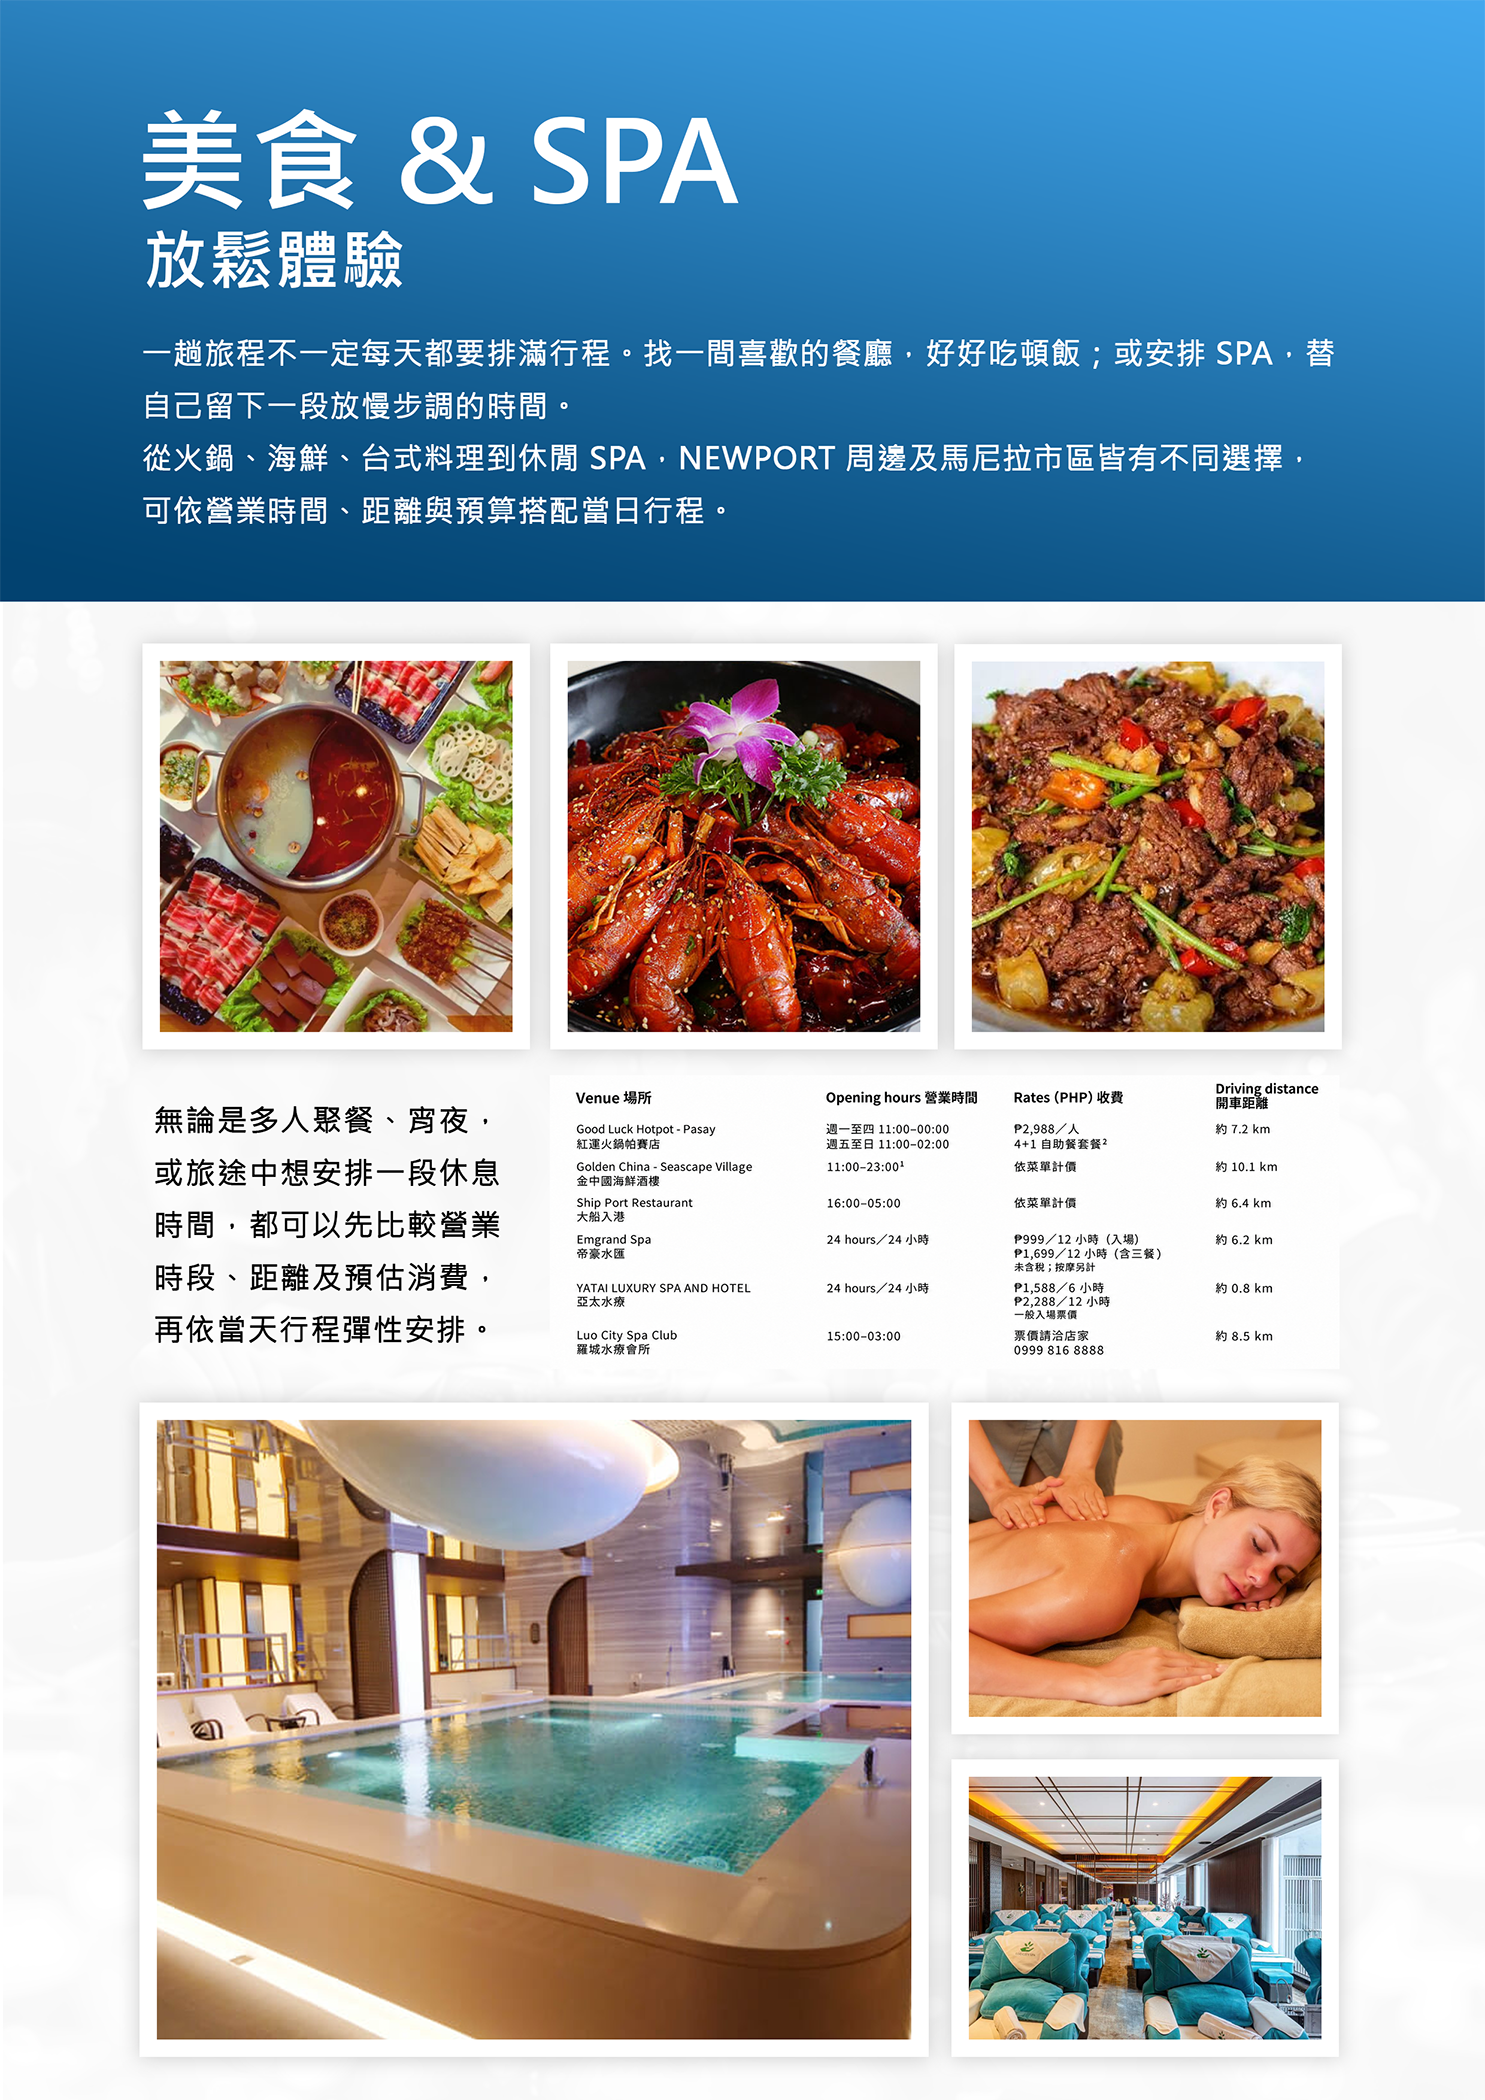 美食 & SPA
放鬆體驗
一趟旅程不一定每天都要排滿行程。找一間喜歡的餐廳，好好吃頓飯；或安排 SPA，替
自己留下一段放慢步調的時間。
從火鍋、海鮮、台式料理到休閒 SPA，NEWPORT 周邊及馬尼拉市區皆有不同選擇，
可依營業時間、距離與預算搭配當日行程。
無論是多人聚餐、宵夜，
或旅途中想安排一段休息
時間，都可以先比較營業
時段、距離及預估消費，
再依當天行程彈性安排。
Venue 場所 Opening hours 營業時間 Rates (PHP) 收費 Driving distance
開車距離
Good Luck Hotpot - Pasay 週一至四 11:00–00:00 ₱2,988／人 約 7.2 km
紅運火鍋帕賽店 週五至日 11:00–02:00 4+1 自助餐套餐²
Golden China - Seascape Village 11:00–23:00¹ 依菜單計價 約 10.1 km
金中國海鮮酒樓
Ship Port Restaurant 16:00–05:00 依菜單計價 約 6.4 km
大船入港
Emgrand Spa 24 hours／24 小時 ₱999／12 小時（入場） 約 6.2 km
帝豪水匯 ₱1,699／12 小時（含三餐）
未含稅；按摩另計
YATAI LUXURY SPA AND HOTEL 24 hours／24 小時 ₱1,588／6 小時 約 0.8 km
亞太水療 ₱2,288／12 小時
一般入場票價
Luo City Spa Club 15:00–03:00 票價請洽店家 約 8.5 km
羅城水療會所 0999 816 8888